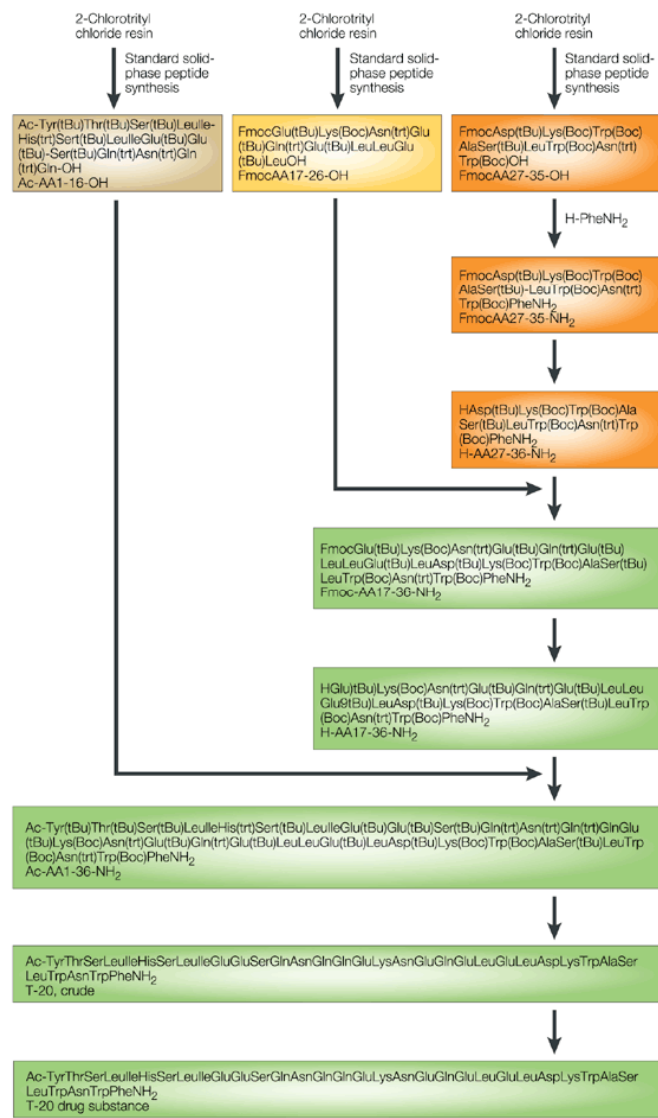 2-Chlorotrityl
chloride resin
2-Chlorotrityl
chloride resin
2-Chlorotrityl
chloride resin
Standard solid-
phase peptide
synthesis
Standard solid-
phase peptide
synthesis
Standard solid-
phase peptide
synthesis
Ac-Tyr(tBu)Thr(tBu)Ser(tBu)LeuIle-
His(trt)Sert(tBu)LeuIleGlu(tBu)Glu
(tBu)-Ser(tBu)Gln(trt)Asn(trt)Gln
(trt)Gln-OH
Ac-AA1-16-OH
FmocGlu(tBu)Lys(Boc)Asn(trt)Glu
(tBu)Gln(trt)Glu(tBu)LeuLeuGlu
(tBu)LeuOH
FmocAA17-26-OH
FmocAsp(tBu)Lys(Boc)Trp(Boc)
AlaSer(tBu)LeuTrp(Boc)Asn(trt)
Trp(Boc)OH
FmocAA27-35-OH
H-PheNH2
FmocAsp(tBu)Lys(Boc)Trp(Boc)
AlaSer(tBu)-LeuTrp(Boc)Asn(trt)
Trp(Boc)PheNH2
FmocAA27-35-NH2
HAsp(tBu)Lys(Boc)Trp(Boc)Ala
Ser(tBu)LeuTrp(Boc)Asn(trt)Trp
(Boc)PheNH2
H-AA27-36-NH2
FmocGlu(tBu)Lys(Boc)Asn(trt)Glu(tBu)Gln(trt)Glu(tBu)
LeuLeuGlu(tBu)LeuAsp(tBu)Lys(Boc)Trp(Boc)AlaSer(tBu)
LeuTrp(Boc)Asn(trt)Trp(Boc)PheNH2
Fmoc-AA17-36-NH2
HGlu)tBu)Lys(Boc)Asn(trt)Glu(tBu)Gln(trt)Glu(tBu)LeuLeu
Glu9tBu)LeuAsp(tBu)Lys(Boc)Trp(Boc)AlaSer(tBu)LeuTrp
(Boc)Asn(trt)Trp(Boc)PheNH2
H-AA17-36-NH2
Ac-Tyr(tBu)Thr(tBu)Ser(tBu)LeuIleHis(trt)Sert(tBu)LeuIleGlu(tBu)Glu(tBu)Ser(tBu)Gln(trt)Asn(trt)Gln(trt)GlnGlu
(tBu)Lys(Boc)Asn(trt)Glu(tBu)Gln(trt)Glu(tBu)LeuLeuGlu(tBu)LeuAsp(tBu)Lys(Boc)Trp(Boc)AlaSer(tBu)LeuTrp
(Boc)Asn(trt)Trp(Boc)PheNH2
Ac-AA1-36-NH2
Ac-TyrThrSerLeuIleHisSerLeuIleGluGluSerGlnAsnGlnGlnGluLysAsnGluGlnGluLeuGluLeuAspLysTrpAlaSer
LeuTrpAsnTrpPheNH2
T-20, crude
Ac-TyrThrSerLeuIleHisSerLeuIleGluGluSerGlnAsnGlnGlnGluLysAsnGluGlnGluLeuGluLeuAspLysTrpAlaSer
LeuTrpAsnTrpPheNH2
T-20 drug substance